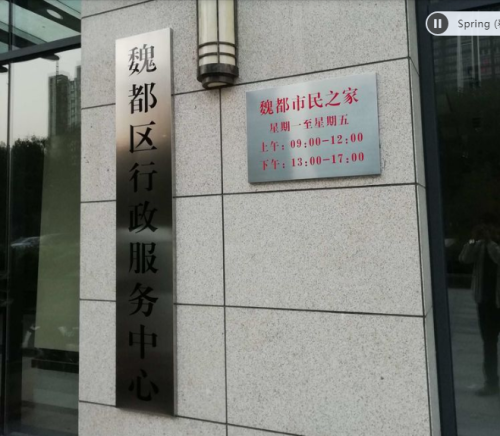 魏都区行政服务中心
魏都市民之家
星期一至星期五
上午：09:00-12:00
下午：13:00-17:00
Spring